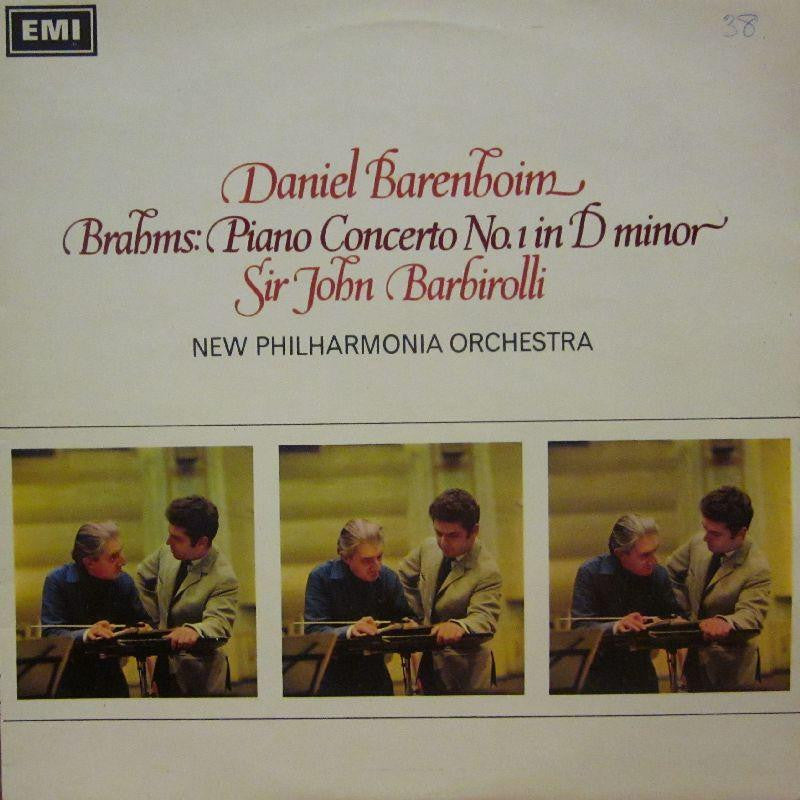 EMI
38
Daniel Barenboim
Brahms: Piano Concerto No.1 in D minor
Sir John Barbirolli
NEW PHILHARMONIA ORCHESTRA